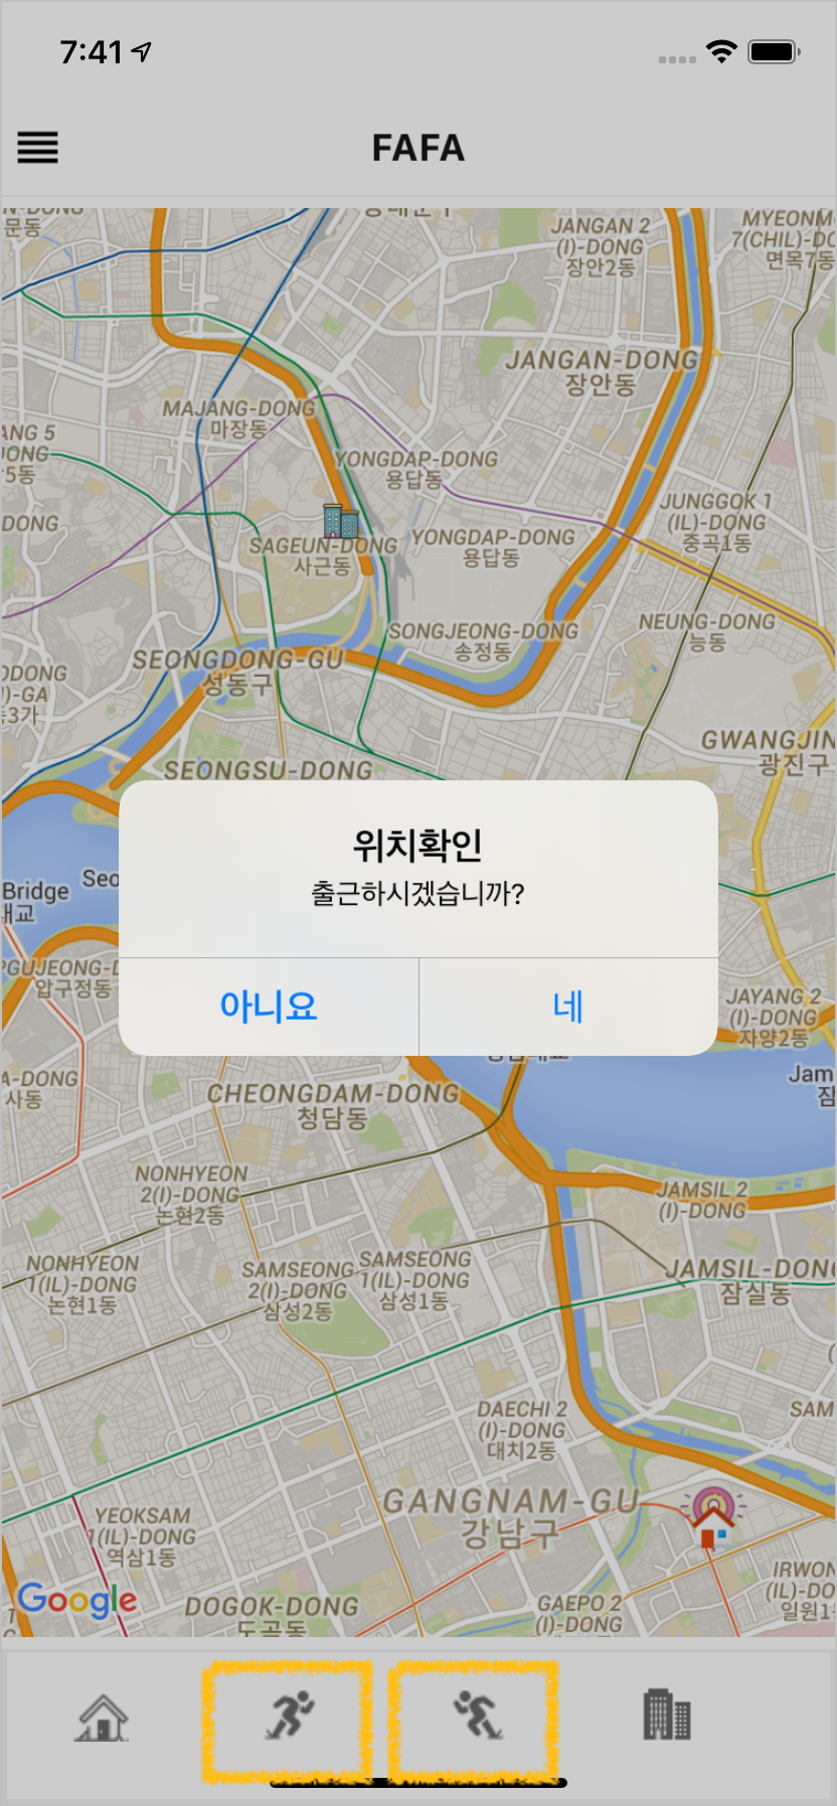 7:41
FAFA
문동
JANGAN 2
(I)-DONG
장안2동
면목7동
JANGAN-DONG
장안동
MAJANG-DONG
마장동
ANG 5
5동
YONGDAP-DONG
용답동
DONG
JUNGGOK 1
(IL)-DONG
중곡1동
SAGEUN-DONG
사근동
YONGDAP-DONG
용답동
SONGJEONG-DONG
송정동
NEUNG-DONG
능동
SEONGDONG-GU
성동구
)-GA
3가
GWANGJIN
광진구
SEONGSU-DONG
위치확인
출근하시겠습니까?
아니요
네
Bridge
대교
Seo
압구정동
JAYANG 2
(I)-DONG
자양2동
A-DONG
사동
Jam
잠
CHEONGDAM-DONG
청담동
NONHYEON
2(I)-DONG
논현2동
JAMSIL 2
(I)-DONG
NONHYEON
1(IL)-DONG
논현1동
SAMSEONG
2(I)-DONG
삼성2동
SAMSEONG
1(IL)-DONG
삼성1동
JAMSIL-DONG
잠실동
DAECHI 2
(I)-DONG
대치2동
SAM
GANGNAM-GU
강남구
YEOKSAM
1(IL)-DONG
역삼1동
IRWON
(IL)-DO
일원1
Google
DOGOK-DONG
도곡동
GAEPO 2
(I)-DONG